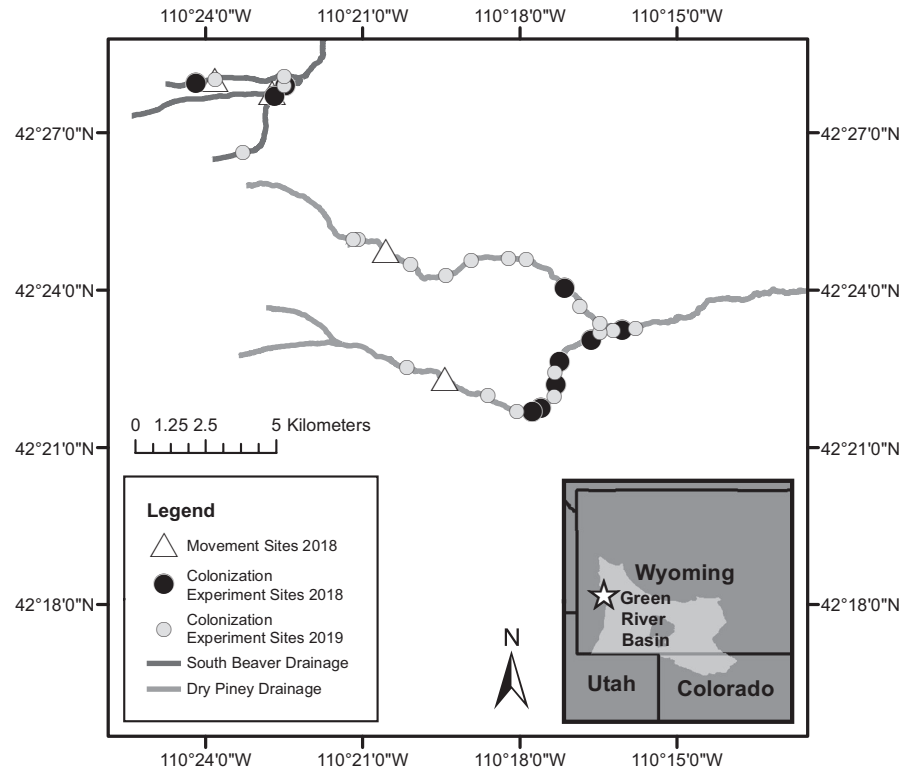 110°24'0"W 110°21'0"W 110°18'0"W 110°15'0"W
42°27'0"N 42°27'0"N
42°24'0"N 42°24'0"N
0 1.25 2.5 5 Kilometers
42°21'0"N 42°21'0"N
Legend
Movement Sites 2018
Colonization
Experiment Sites 2018
Colonization
Experiment Sites 2019
South Beaver Drainage
Dry Piney Drainage
N
Wyoming
Green
River
Basin
Utah
Colorado
42°18'0"N 42°18'0"N
110°24'0"W 110°21'0"W 110°18'0"W 110°15'0"W